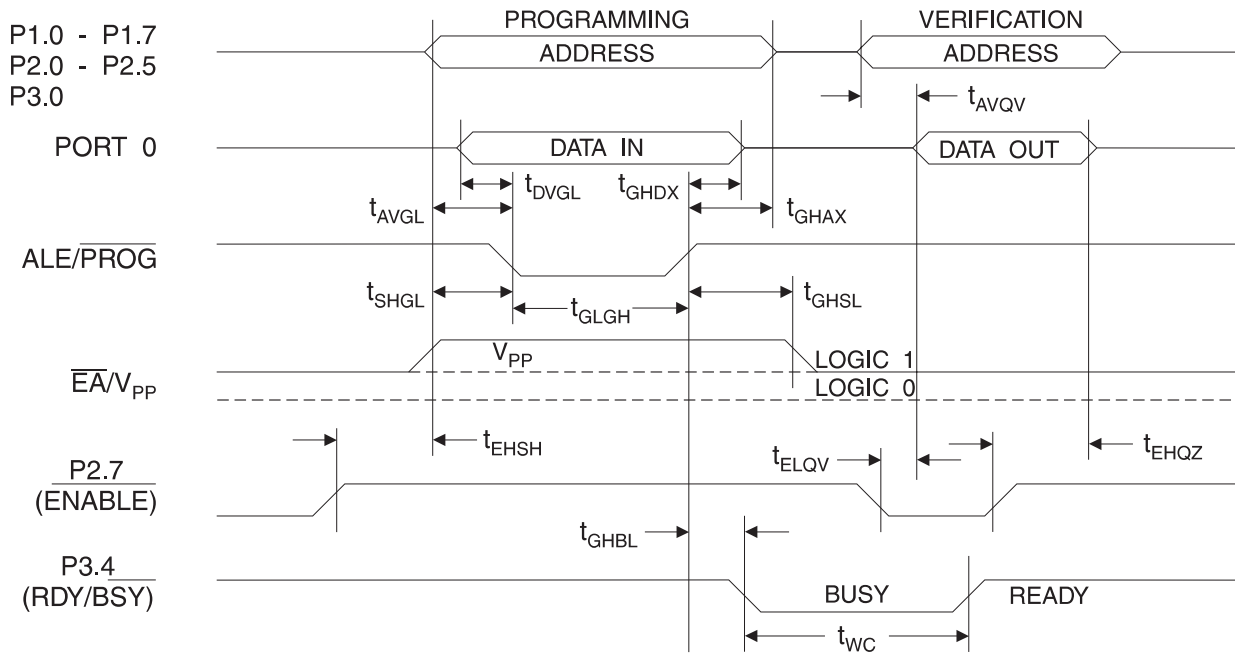 PROGRAMMING VERIFICATION
P1.0 - P1.7
P2.0 - P2.5
P3.0
ADDRESS ADDRESS
tAVQV
PORT 0 DATA IN DATA OUT
tDVGL tGHDX
tAVGL tGHAX
ALE/PROG
tSHGL tGLGH tGHSL
EA/VPP VPP LOGIC 1
LOGIC 0
tEHSH tELQV tEHQZ
P2.7
(ENABLE)
tGHBL
P3.4
(RDY/BSY) BUSY READY
tWC